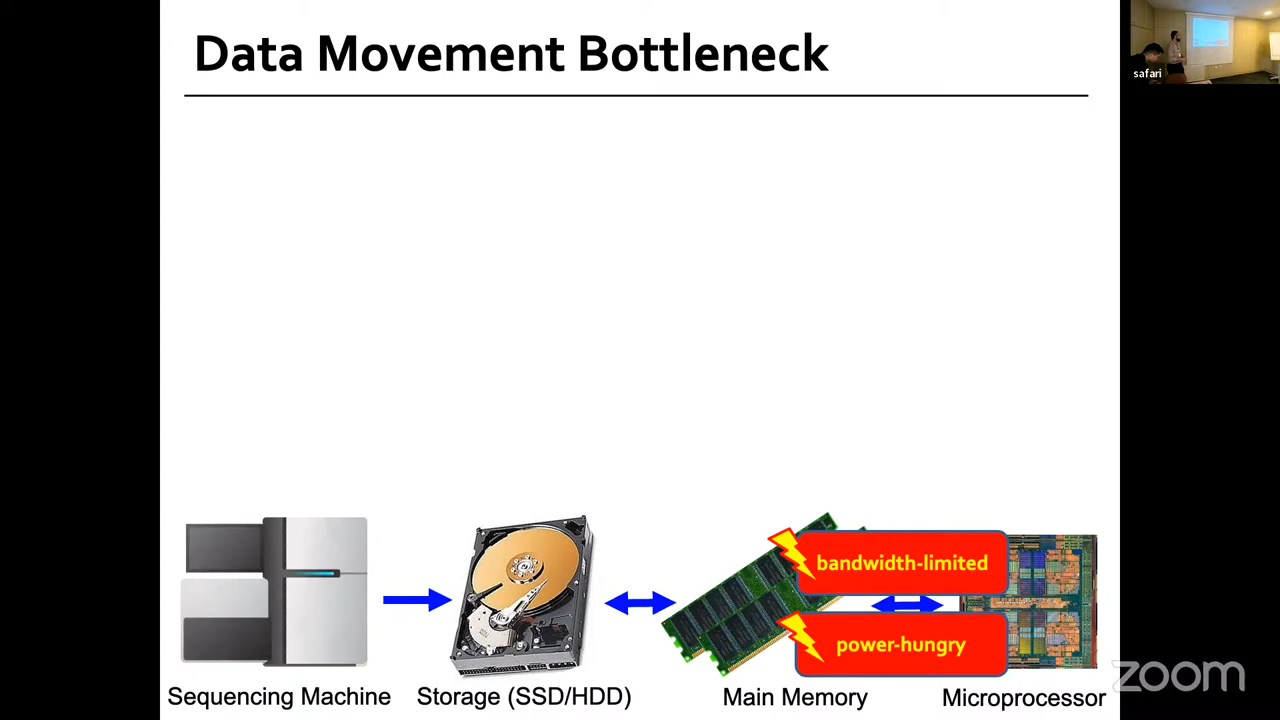 Data Movement Bottleneck
safari
bandwidth-limited
power-hungry
Sequencing Machine
Storage (SSD/HDD)
Main Memory
Microprocessor
zoom